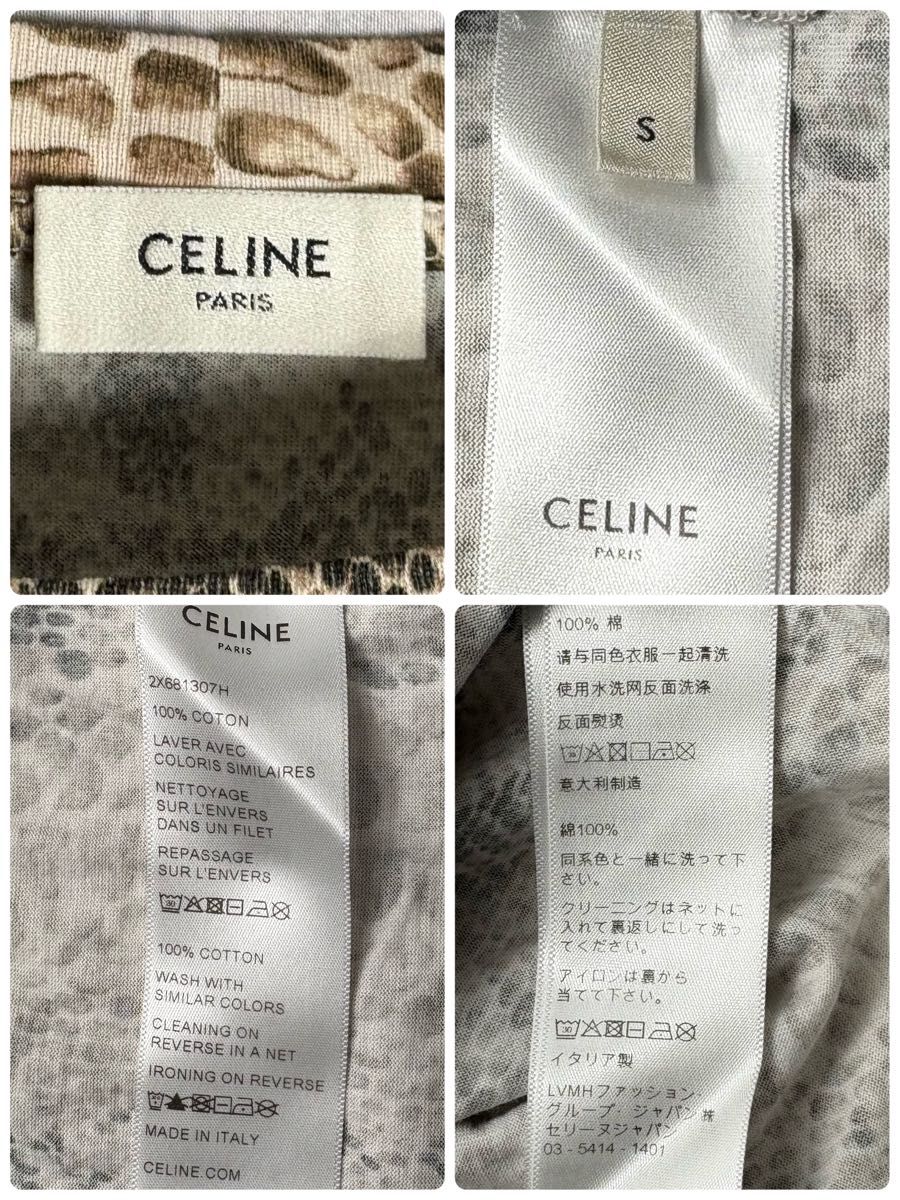 CELINE
PARIS
S
CELINE
PARIS
CELINE
PARIS
2X681307H
100% COTON
LAVER AVEC
COLORIS SIMILAIRES
NETTOYAGE
SUR L'ENVERS
DANS UN FILET
REPASSAGE
SUR L'ENVERS
30
100% COTTON
WASH WITH
SIMILAR COLORS
CLEANING ON
REVERSE IN A NET
IRONING ON REVERSE
MADE IN ITALY
CELINE.COM
100% 棉
请与同色衣服一起清洗
使用水洗网反面洗涤
反面熨烫
30
意大利制造
綿100%
同系色と一緒に洗って下
さい。
クリーニングはネットに
入れて裏返しにして洗っ
てください。
アイロンは裏から
当てて下さい。
30
イタリア製
LVMHファッション・
グループ・ジャパン 株
セリーヌジャパン
03 - 5414 - 1401